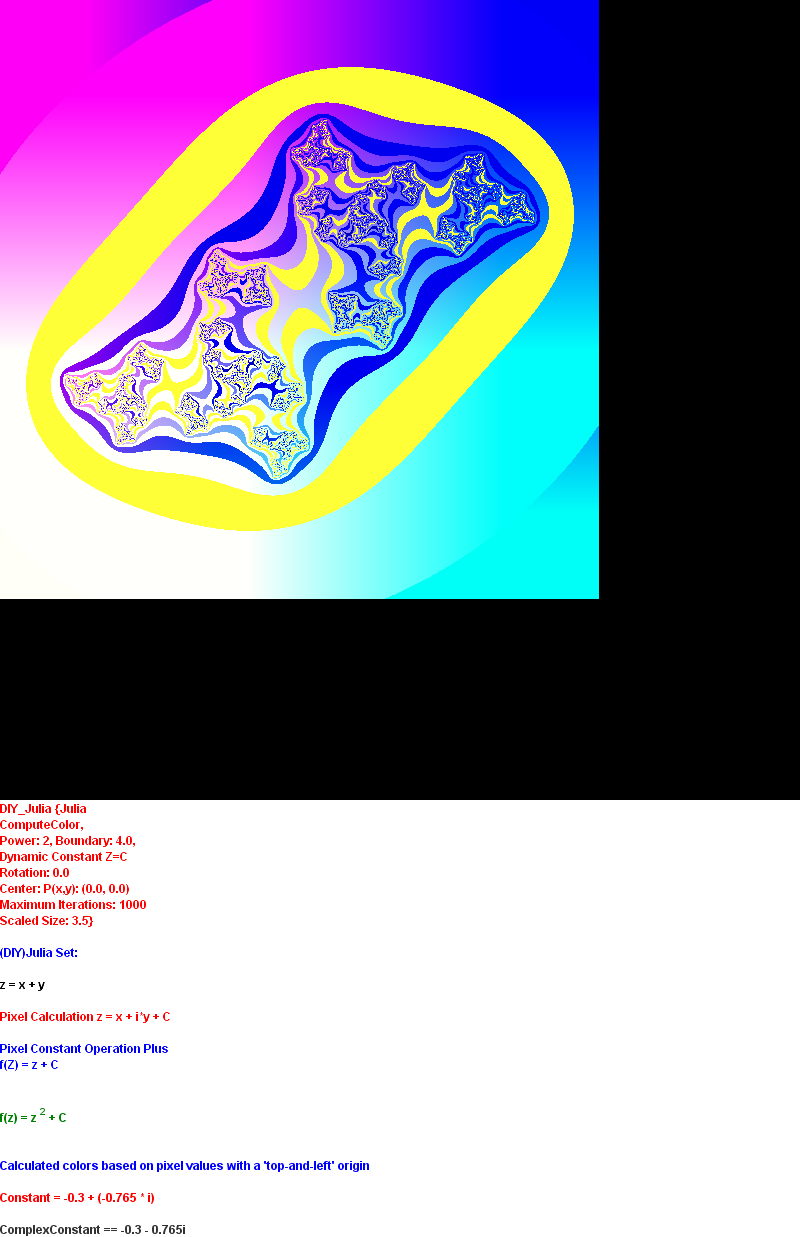 DIY_Julia {Julia
ComputeColor,
Power: 2, Boundary: 4.0,
Dynamic Constant Z=C
Rotation: 0.0
Center: P(x,y): (0.0, 0.0)
Maximum Iterations: 1000
Scaled Size: 3.5}
(DIY)Julia Set:
z = x + y
Pixel Calculation z = x + i*y + C
Pixel Constant Operation Plus
f(Z) = z + C
f(z) = z ² + C
Calculated colors based on pixel values with a 'top-and-left' origin
Constant = -0.3 + (-0.765 * i)
ComplexConstant == -0.3 - 0.765i